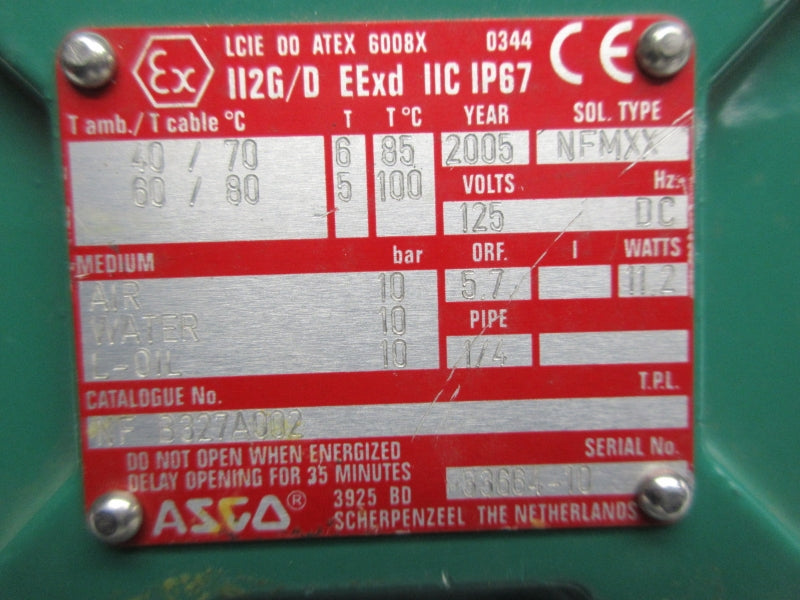 Ex LCIE 00 ATEX 6008X 0344 CE
II2G/D EExd IIC IP67
T amb./T cable °C T T°C YEAR SOL. TYPE
40 / 70 6 85 2005 NFMXX
60 / 80 5 100
VOLTS Hz
125 DC
MEDIUM bar ORF. I WATTS
AIR 10 5.7 11.2
WATER 10
PIPE
L-OIL 10 1/4
CATALOGUE No. T.P.L.
NF 8327A002
DO NOT OPEN WHEN ENERGIZED SERIAL No.
DELAY OPENING FOR 35 MINUTES
ASCO® 3925 BD
SCHERPENZEEL THE NETHERLANDS